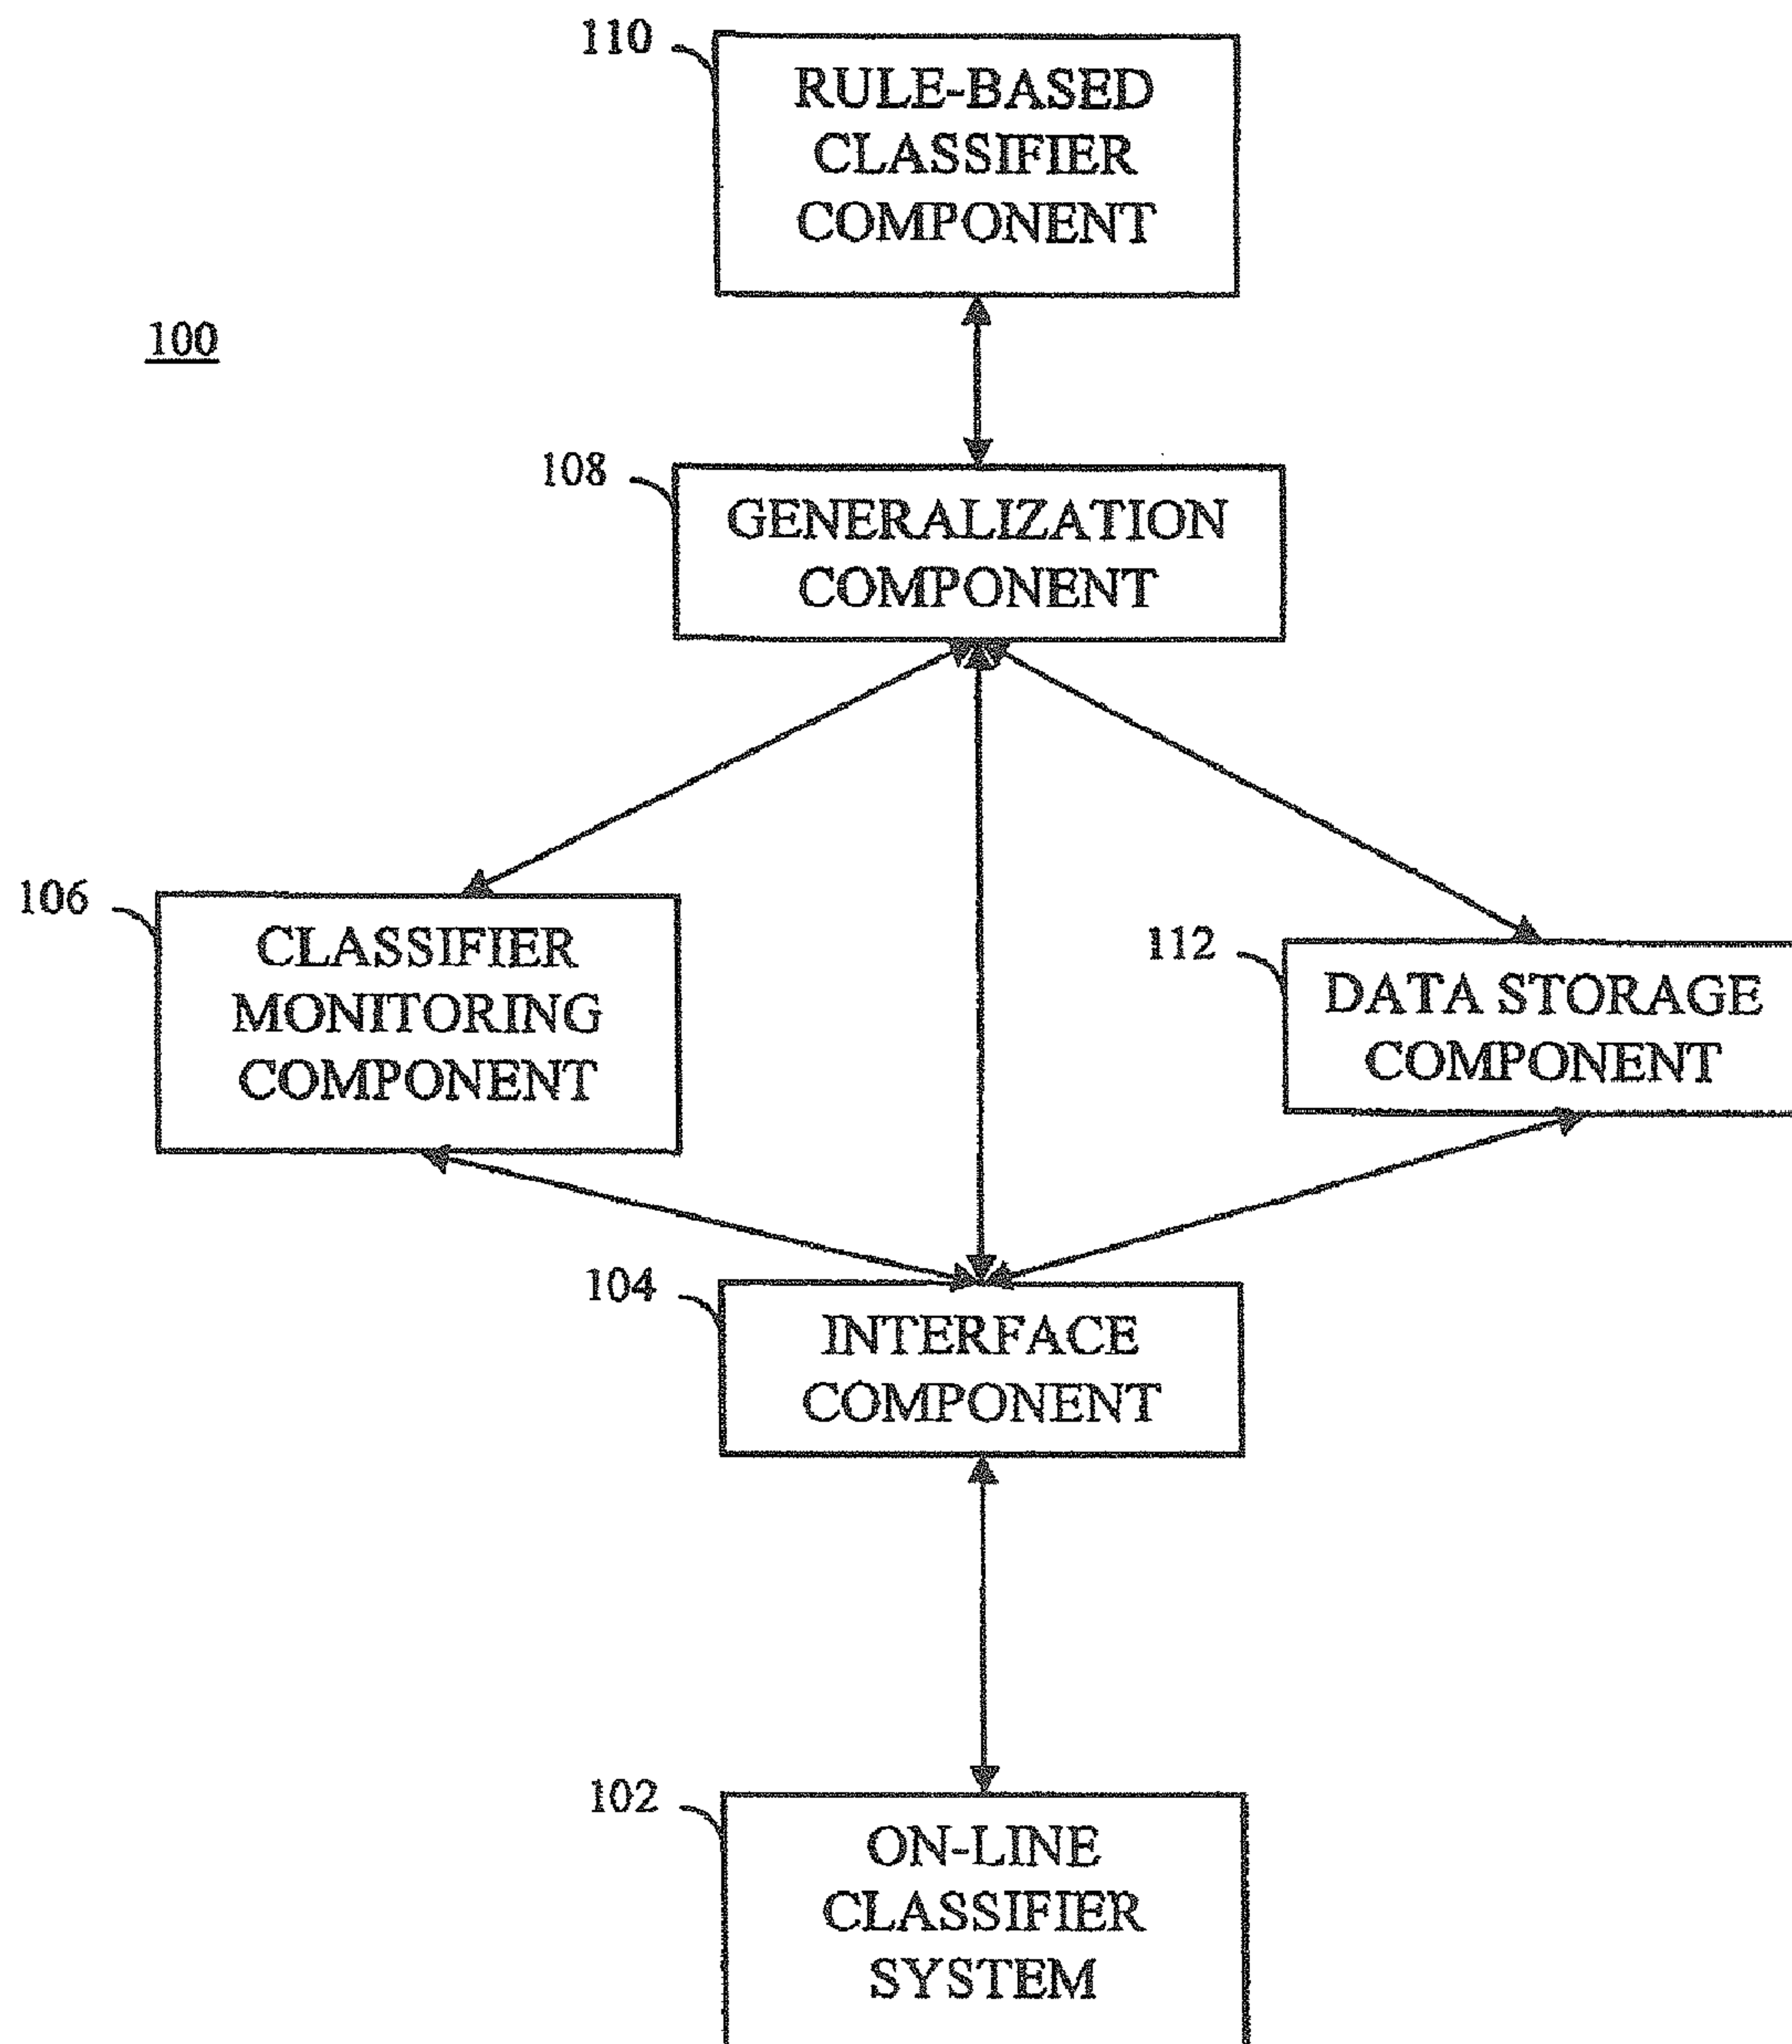 110
RULE-BASED
CLASSIFIER
COMPONENT
100
108
GENERALIZATION
COMPONENT
106
CLASSIFIER
MONITORING
COMPONENT
112
DATA STORAGE
COMPONENT
104
INTERFACE
COMPONENT
102
ON-LINE
CLASSIFIER
SYSTEM